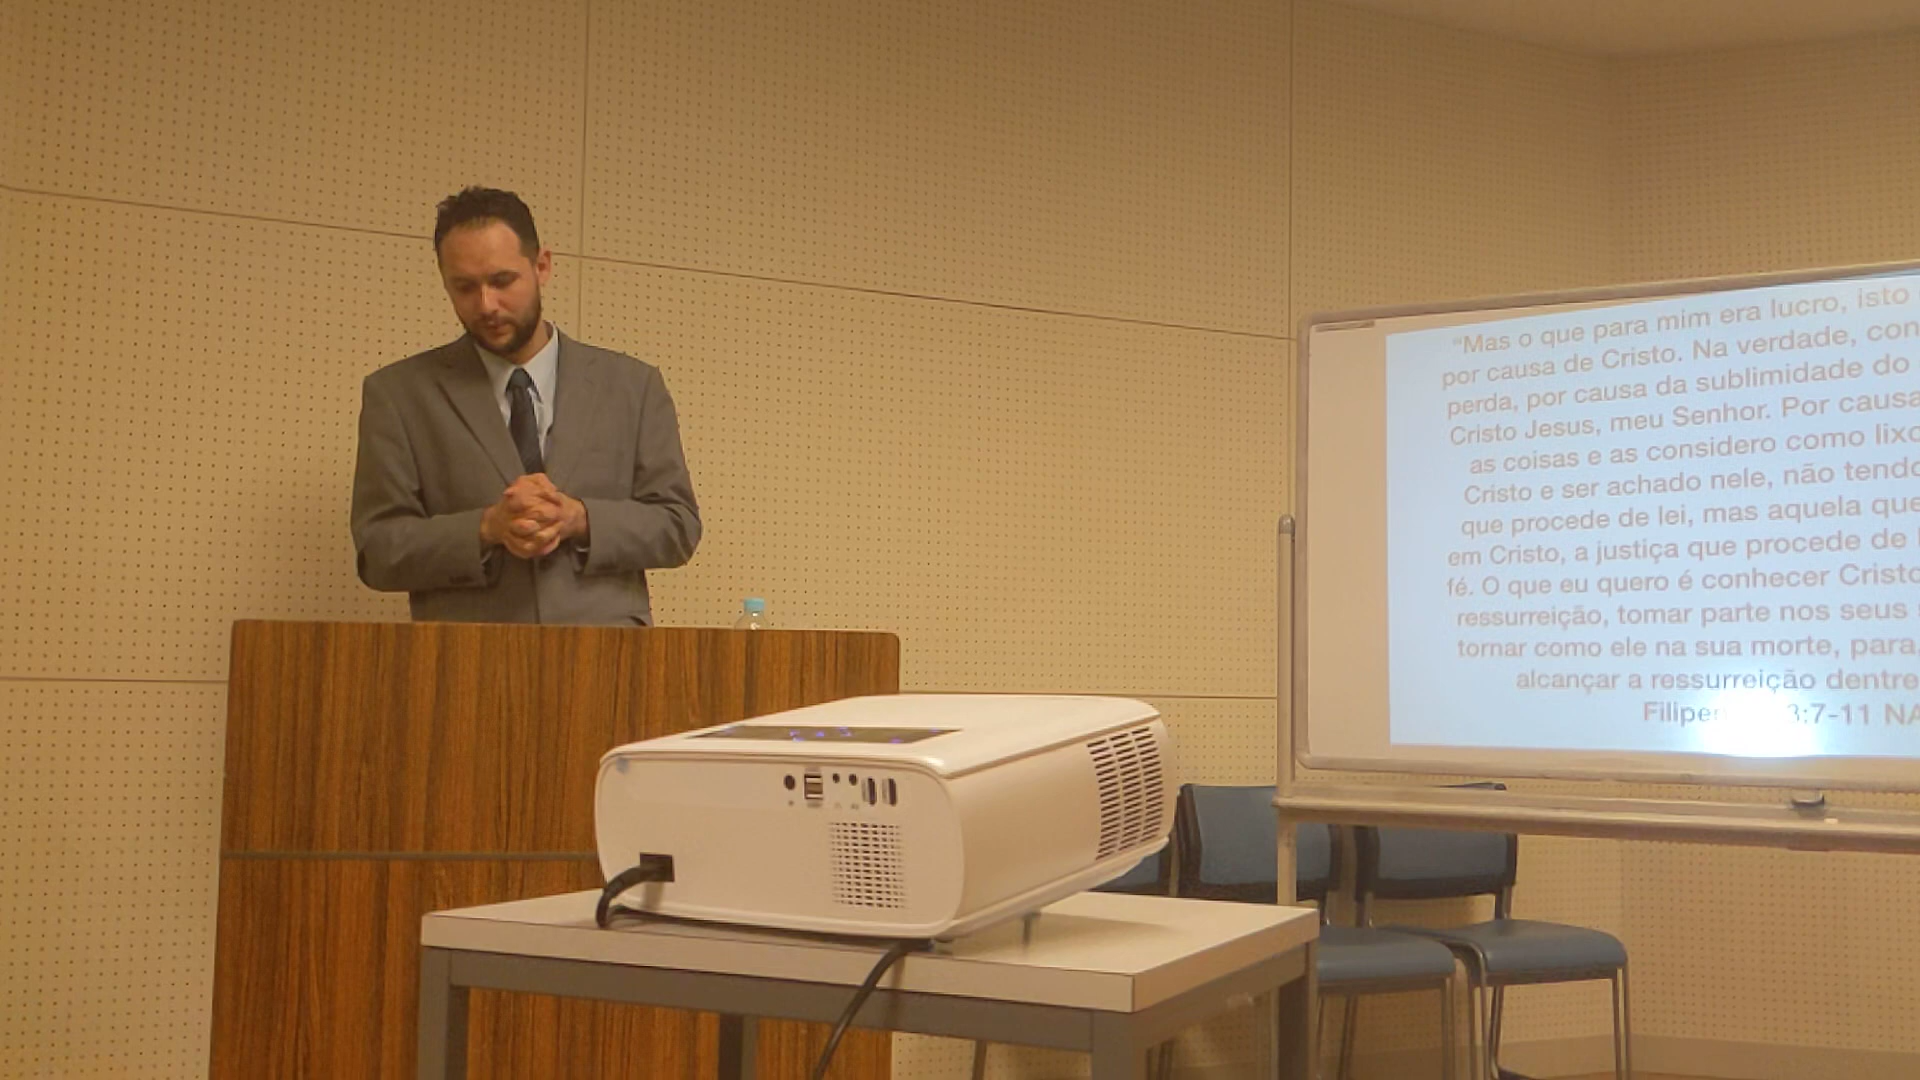 "Mas o que para mim era lucro, isto
por causa de Cristo. Na verdade, con
perda, por causa da sublimidade do
Cristo Jesus, meu Senhor. Por causa
as coisas e as considero como lixo
Cristo e ser achado nele, não tendo
que procede de lei, mas aquela que
em Cristo, a justiça que procede de
fé. O que eu quero é conhecer Cristo
ressurreição, tomar parte nos seus
tornar como ele na sua morte, para
alcançar a ressurreição dentre
3:7-11 NA